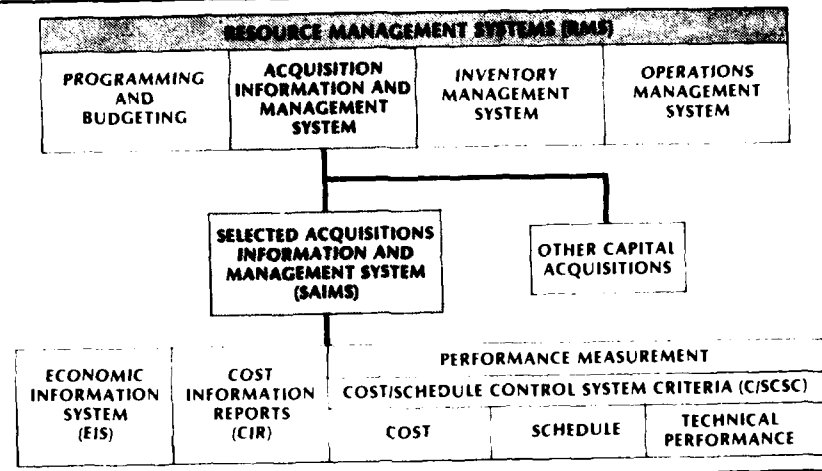 RESOURCE MANAGEMENT SYSTEMS (RMS)
PROGRAMMING
AND
BUDGETING
ACQUISITION
INFORMATION AND
MANAGEMENT
SYSTEM
INVENTORY
MANAGEMENT
SYSTEM
OPERATIONS
MANAGEMENT
SYSTEM
SELECTED ACQUISITIONS
INFORMATION AND
MANAGEMENT SYSTEM
(SAIMS)
OTHER CAPITAL
ACQUISITIONS
ECONOMIC
INFORMATION
SYSTEM
(EIS)
COST
INFORMATION
REPORTS
(CIR)
PERFORMANCE MEASUREMENT
COST/SCHEDULE CONTROL SYSTEM CRITERIA (C/SCSC)
COST
SCHEDULE
TECHNICAL
PERFORMANCE